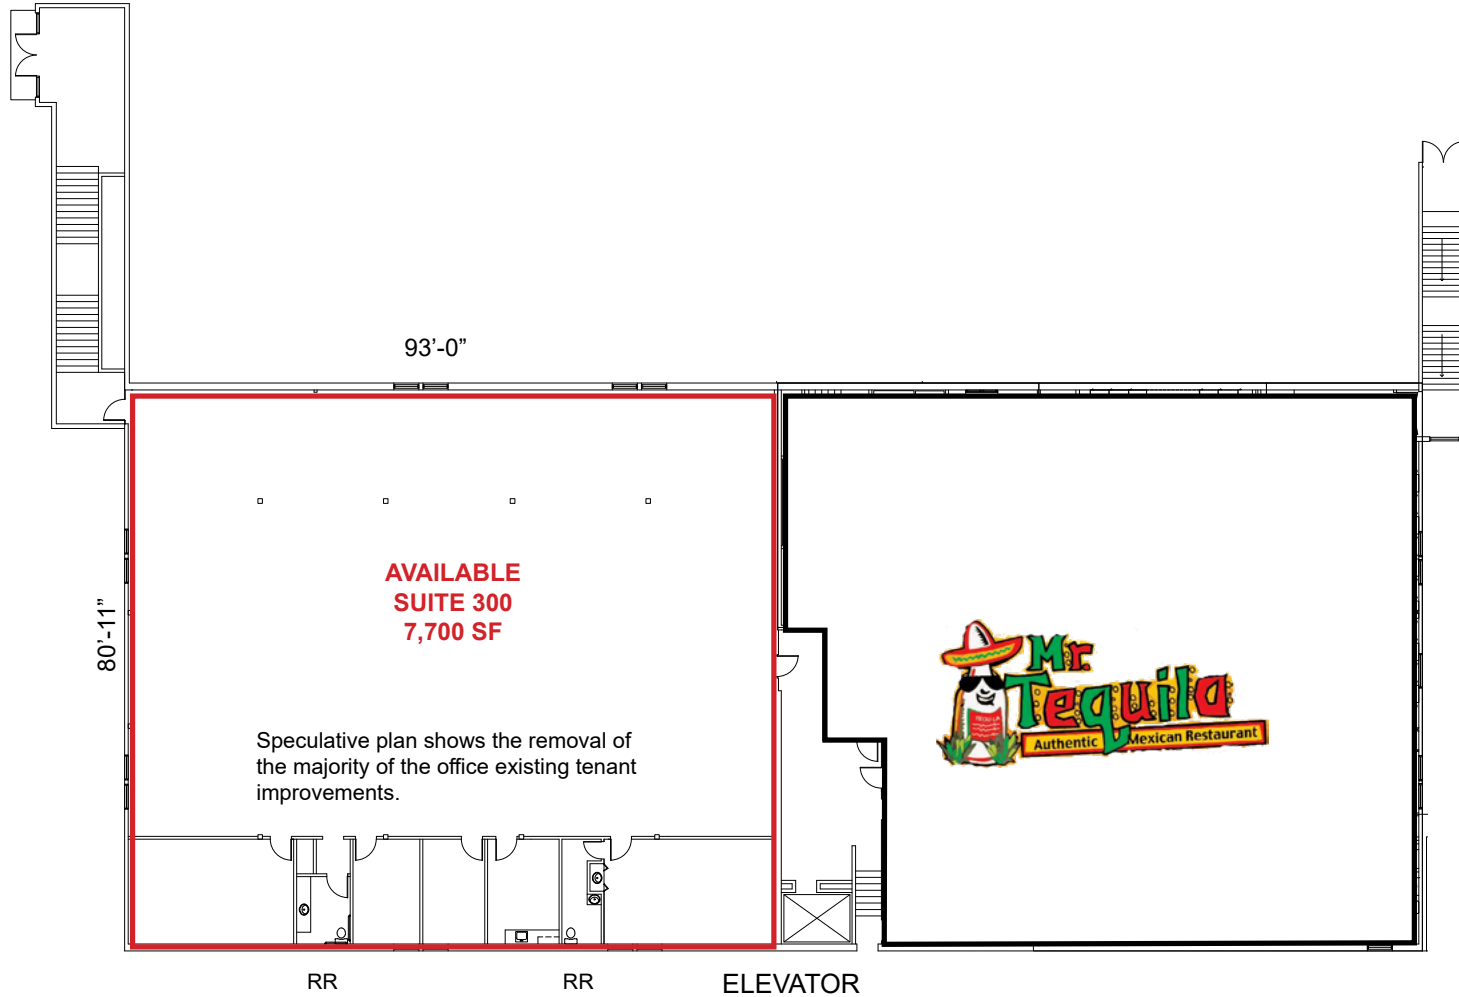 93'-0”
AVAILABLE
SUITE 300
7,700 SF
80'-11”
Mr.
Tequila
Authentic Mexican Restaurant
Speculative plan shows the removal of
the majority of the office existing tenant
improvements.
RR
RR
ELEVATOR